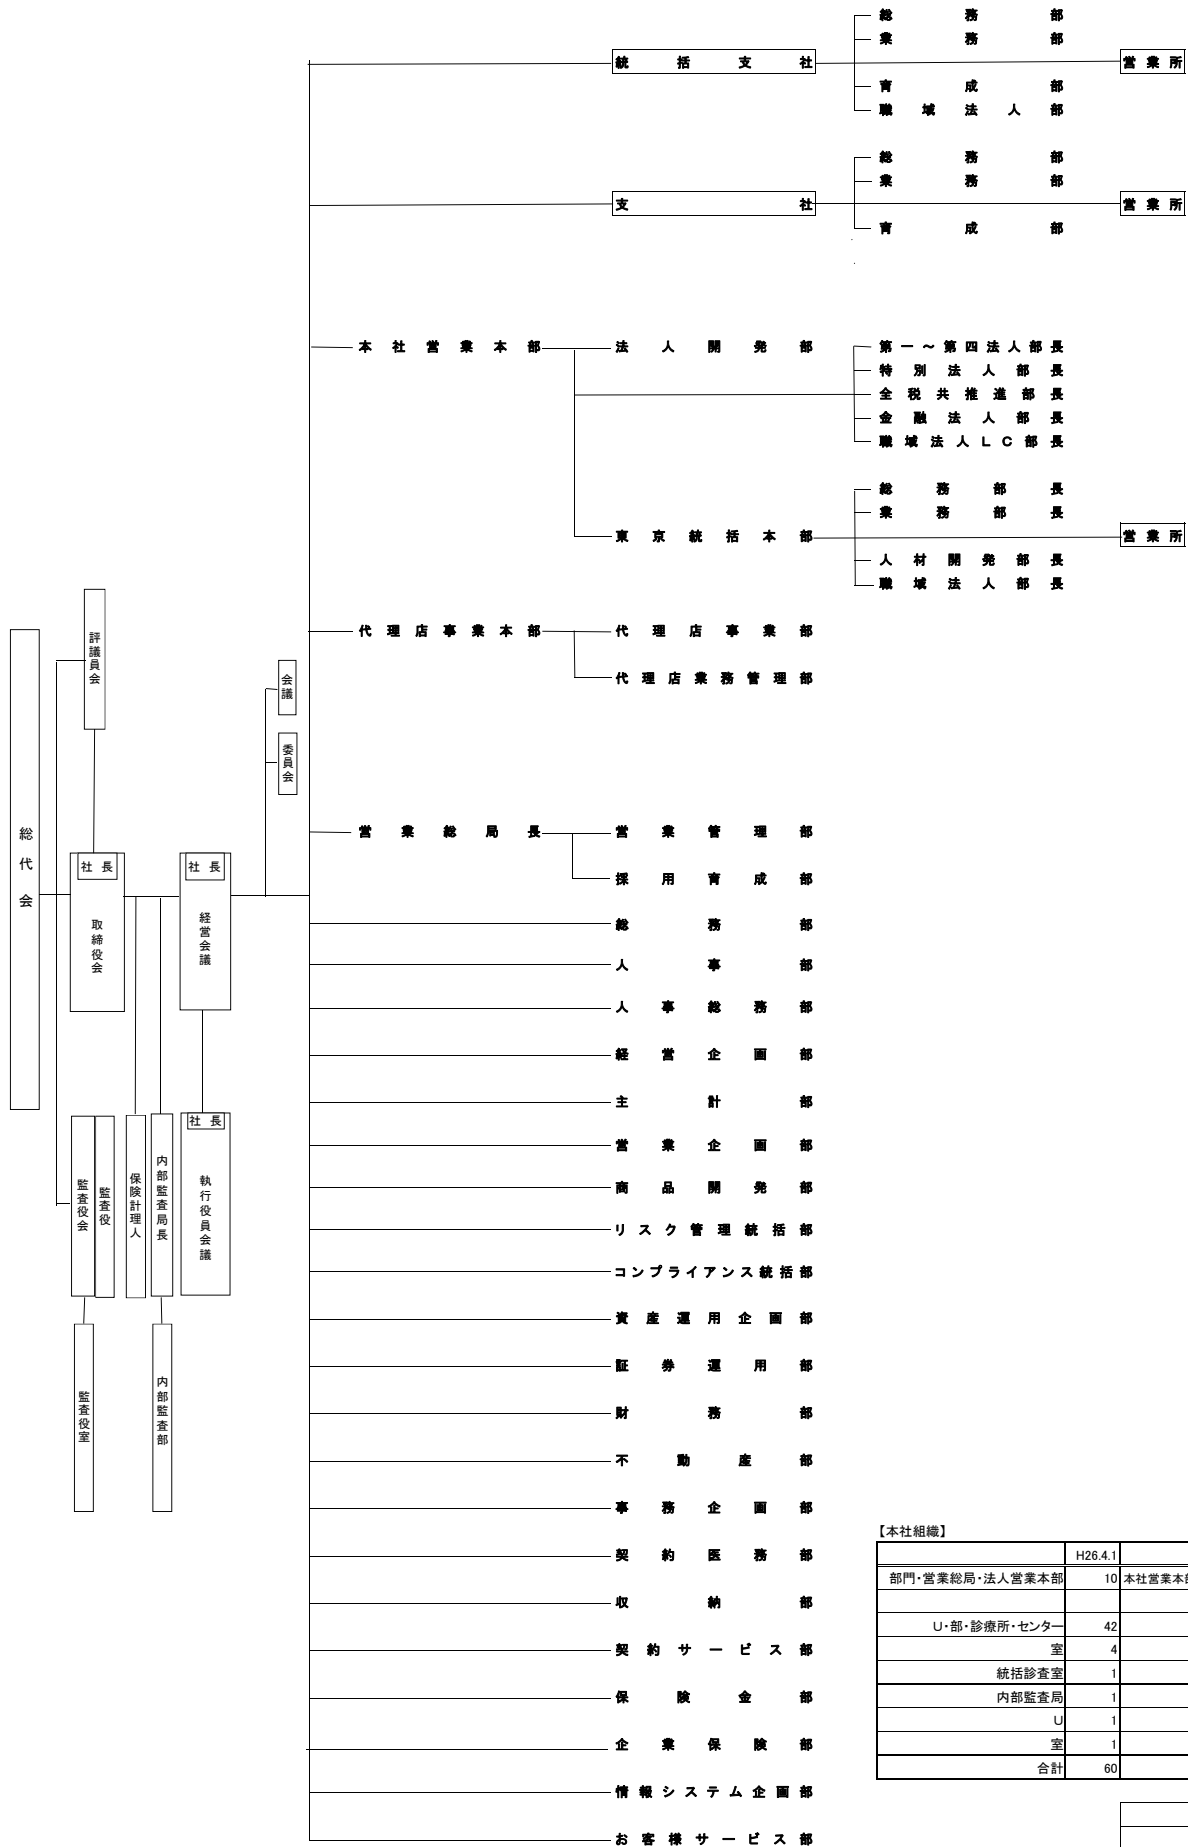 総務部
業務部
統括支社
営業所
育成部
職域法人部
総務部
業務部
支社
営業所
育成部
本社営業本部
法人開発部
第一～第四法人部長
特別法人部長
全税共推進部長
金融法人部長
職域法人LC部長
総務部長
業務部長
東京統括本部
営業所
人材開発部長
職域法人部長
代理店事業本部
代理店事業部
代理店業務管理部
評議員会
会議
委員会
総代会
社長
取締役会
社長
経営会議
営業総局長
営業管理部
採用育成部
総務部
人事部
人事総務部
経営企画部
主計部
営業企画部
商品開発部
リスク管理統括部
コンプライアンス統括部
資産運用企画部
証券運用部
財務部
不動産部
事務企画部
契約医務部
収納部
契約サービス部
保険金部
企業保険部
情報システム企画部
お客様サービス部
監査役会
監査役
保険計理人
内部監査局長
社長
執行役員会議
監査役室
内部監査部
【本社組織】
H26.4.1
部門・営業総局・法人営業本部 10 本社営業本部
U・部・診療所・センター 42
室 4
統括診査室 1
内部監査局 1
U 1
室 1
合計 60